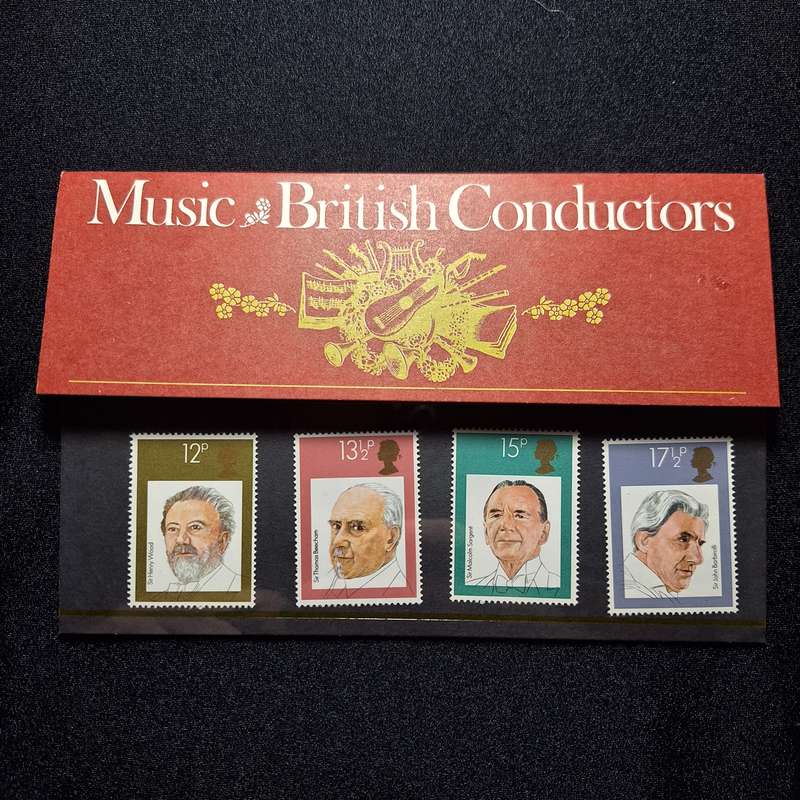 Music British Conductors
12P
Sir Henry Wood
13½P
Sir Thomas Beecham
15P
Sir Malcolm Sargent
17½P
Sir John Barbirolli